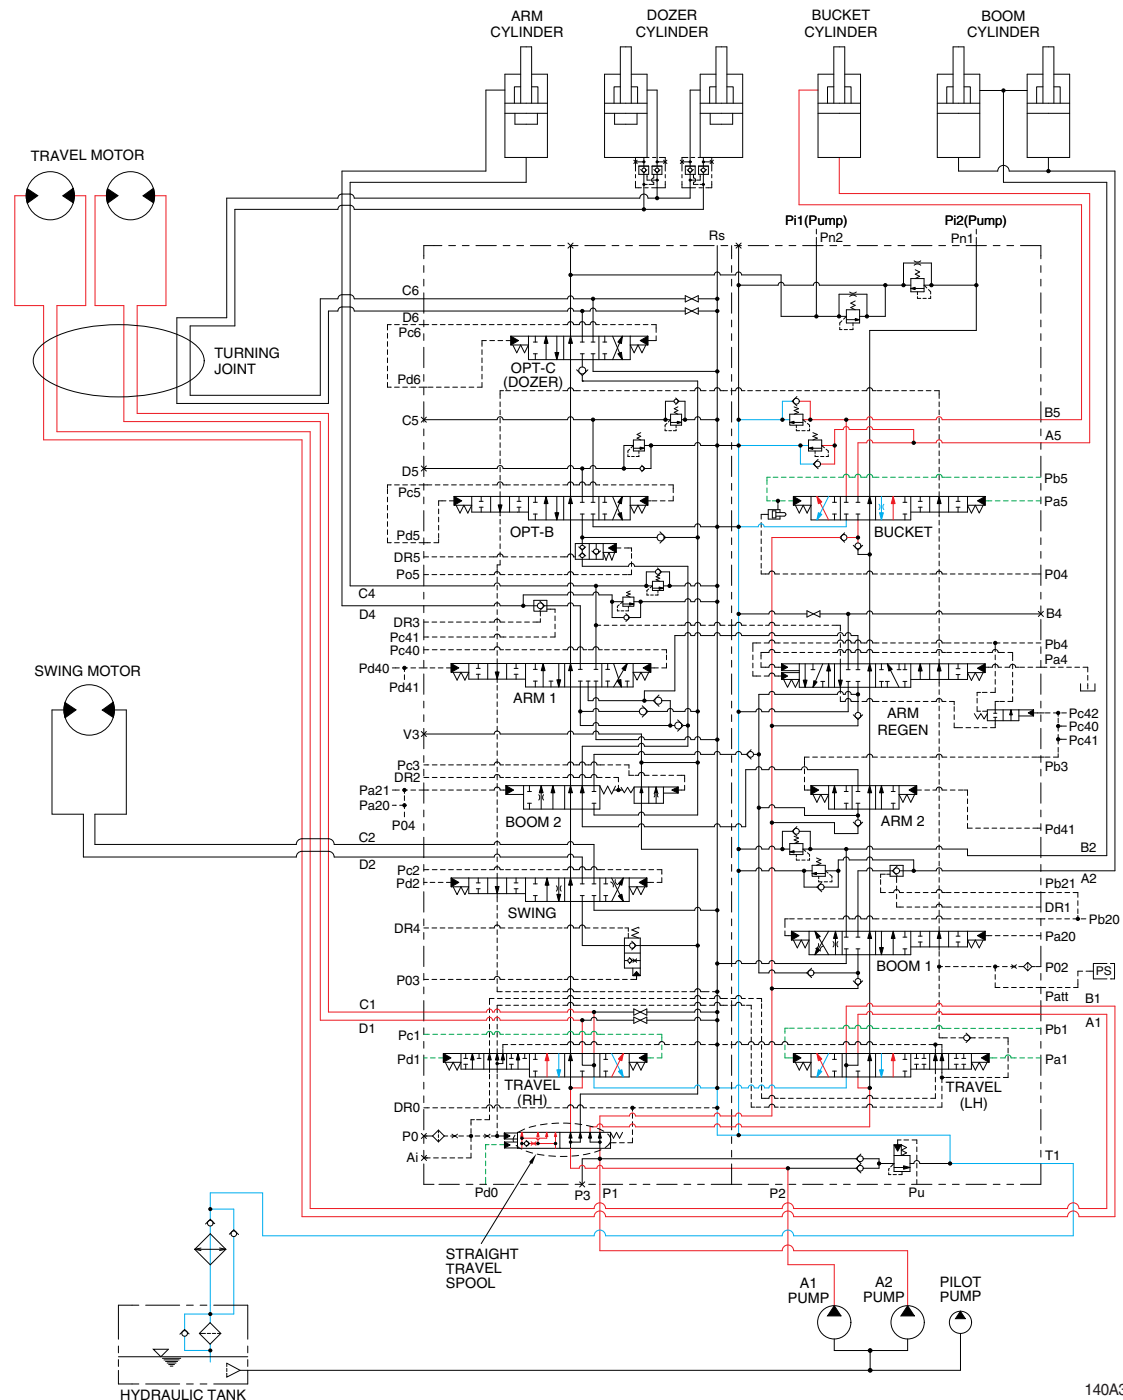 ARM
CYLINDER
DOZER
CYLINDER
BUCKET
CYLINDER
BOOM
CYLINDER
TRAVEL MOTOR
TURNING
JOINT
Rs
Pi1(Pump)
Pn2
Pi2(Pump)
Pn1
C6
D6
Pc6
Pd6
OPT-C
(DOZER)
C5
D5
Pc5
Pd5
OPT-B
DR5
Po5
C4
D4
DR3
Pc41
Pc40
Pd40
Pd41
ARM 1
SWING MOTOR
V3
Pc3
DR2
Pa21
Pa20
P04
BOOM 2
C2
D2
Pc2
Pd2
SWING
DR4
P03
C1
D1
Pc1
Pd1
TRAVEL
(RH)
DR0
P0
Ai
Pd0
P3
P1
P2
Pu
B5
A5
Pb5
Pa5
BUCKET
P04
B4
Pb4
Pa4
ARM
REGEN
Pc42
Pc40
Pc41
Pb3
ARM 2
Pd41
B2
A2
Pb21
DR1
Pb20
Pa20
BOOM 1
P02
PS
Patt
B1
A1
Pb1
Pa1
TRAVEL
(LH)
T1
STRAIGHT
TRAVEL
SPOOL
A1
PUMP
A2
PUMP
PILOT
PUMP
HYDRAULIC TANK